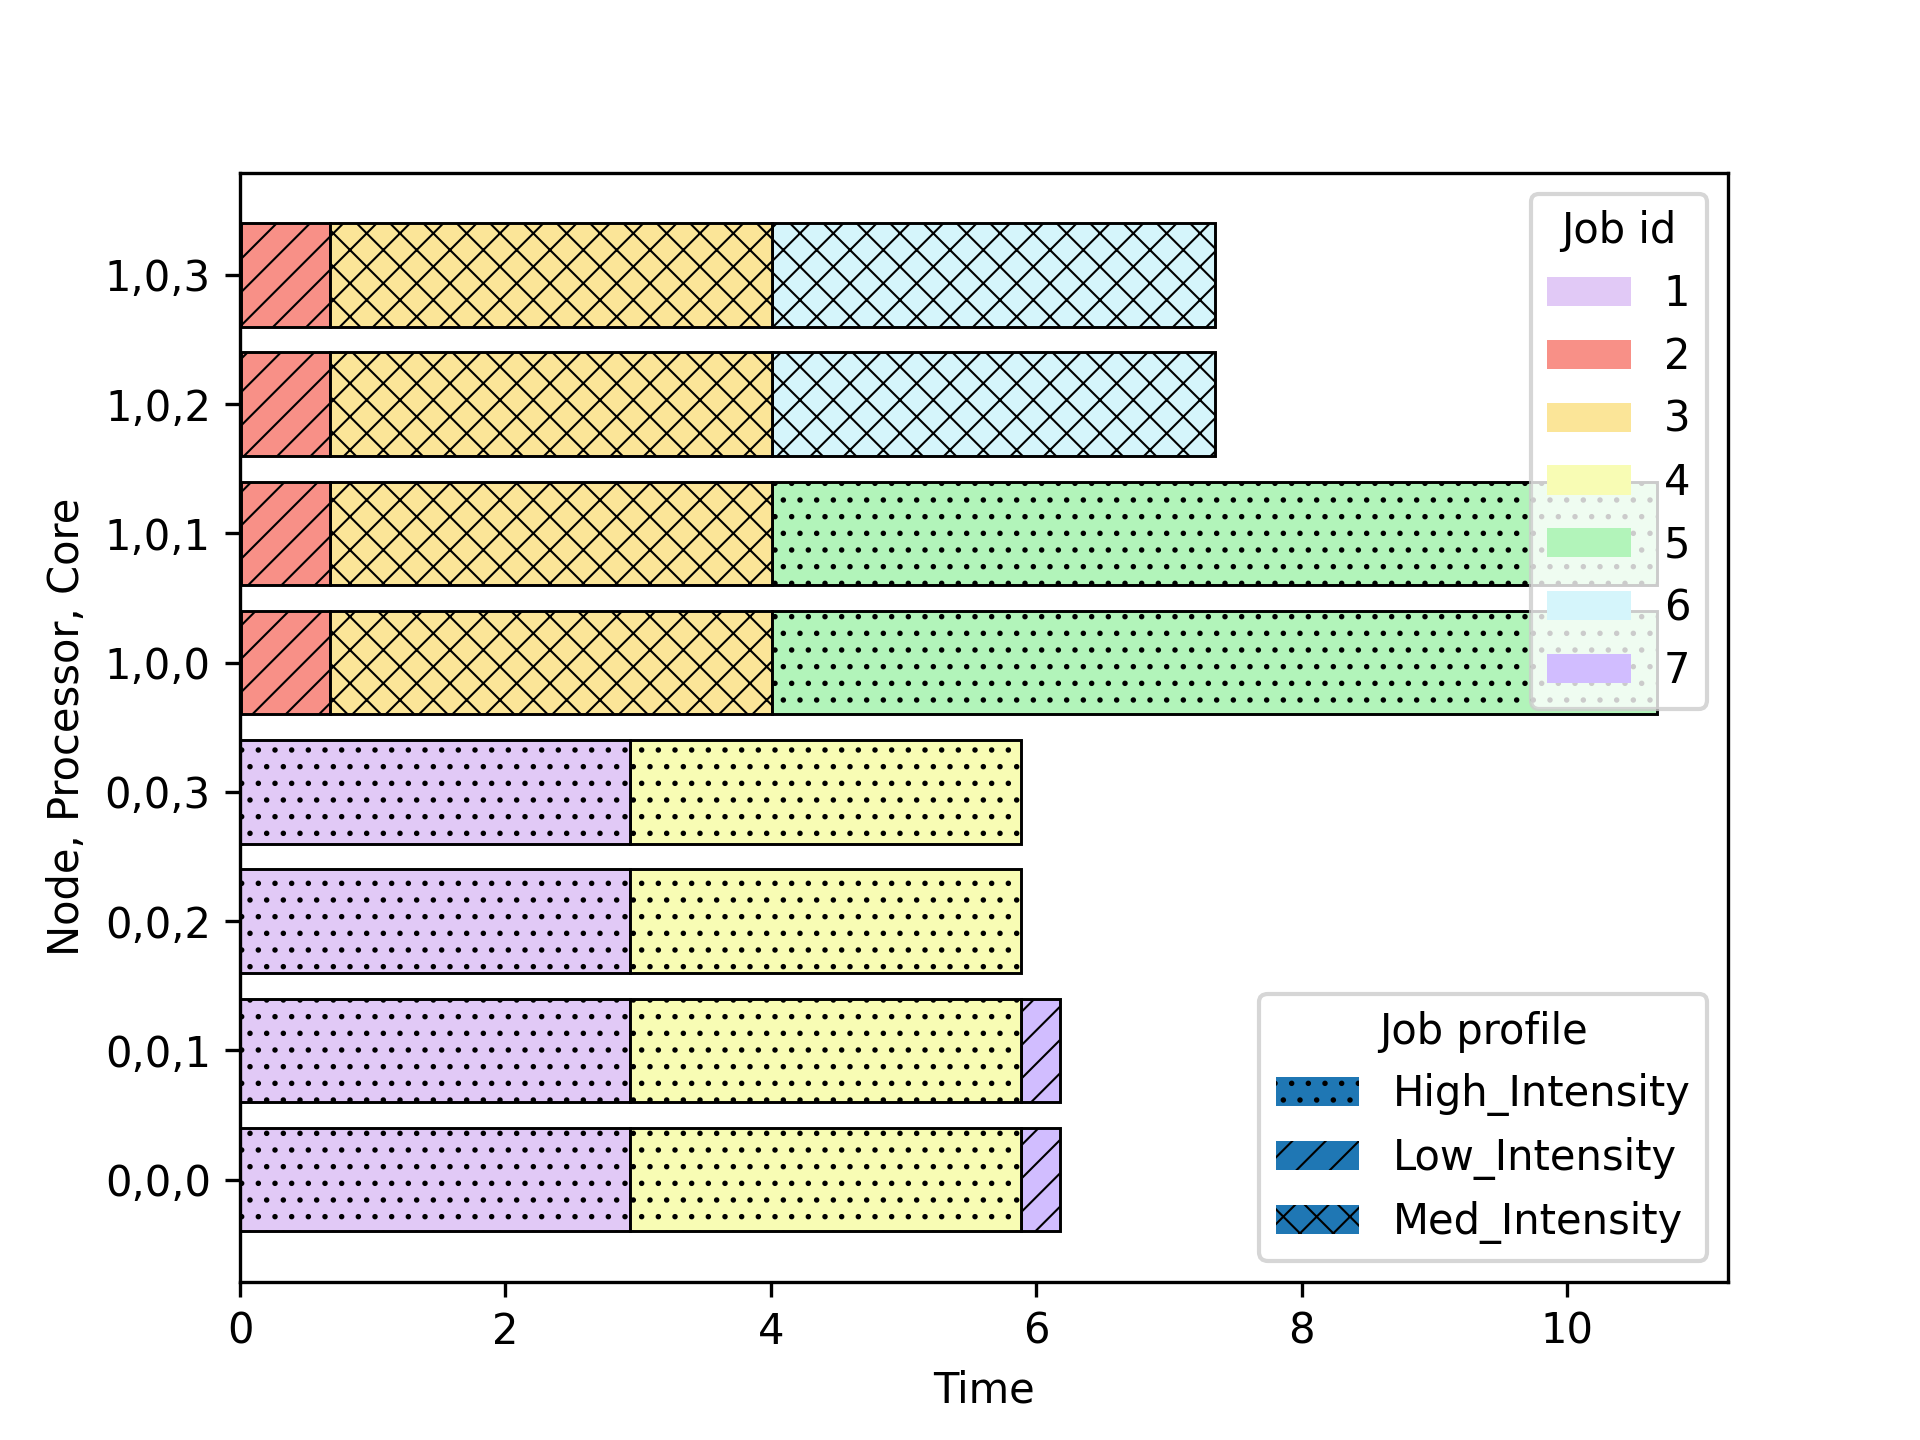 Node, Processor, Core
1,0,3
1,0,2
1,0,1
1,0,0
0,0,3
0,0,2
0,0,1
0,0,0
0 2 4 6 8 10
Time
Job id
1
2
3
4
5
6
7
Job profile
High_Intensity
Low_Intensity
Med_Intensity